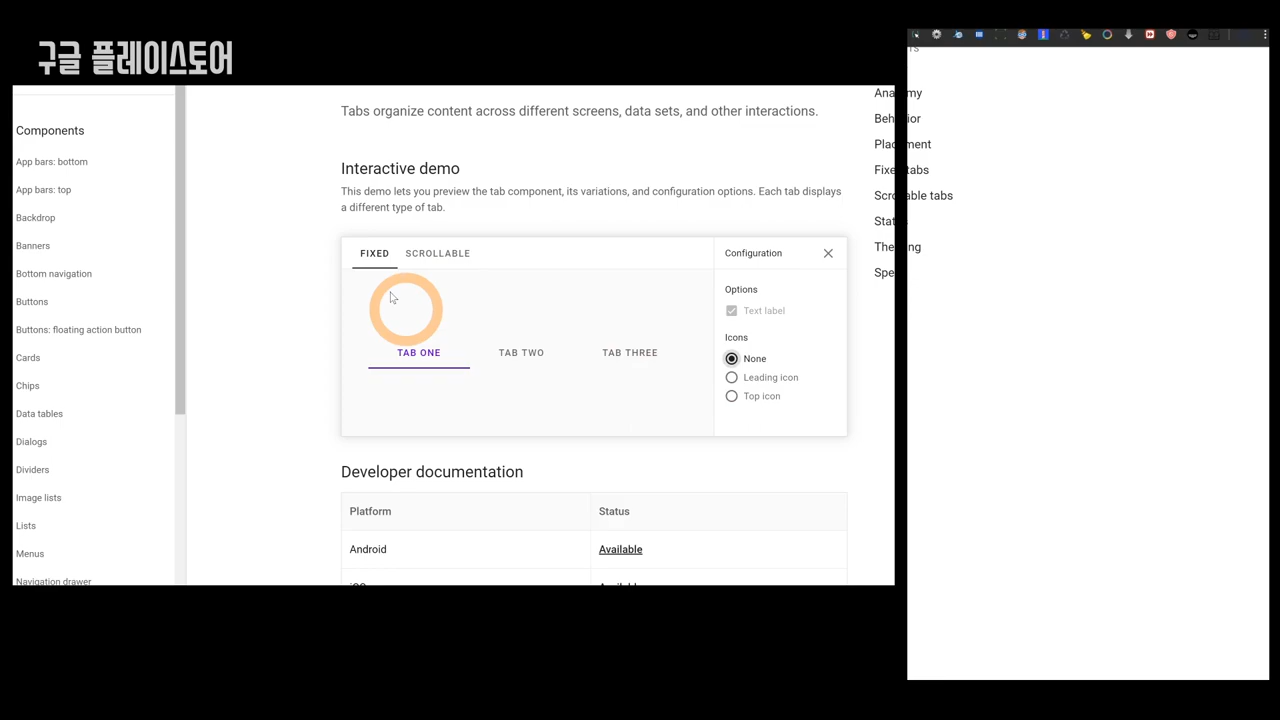 구글 플레이스토어
Components
App bars: bottom
App bars: top
Backdrop
Banners
Bottom navigation
Buttons
Buttons: floating action button
Cards
Chips
Data tables
Dialogs
Dividers
Image lists
Lists
Menus
Navigation drawer
Tabs organize content across different screens, data sets, and other interactions.
Interactive demo
This demo lets you preview the tab component, its variations, and configuration options. Each tab displays
a different type of tab.
FIXED SCROLLABLE
TAB ONE TAB TWO TAB THREE
Configuration
Options
Text label
Icons
None
Leading icon
Top icon
Developer documentation
Platform Status
Android Available
Anatomy
Behavior
Placement
Fixed tabs
Scrollable tabs
Theming